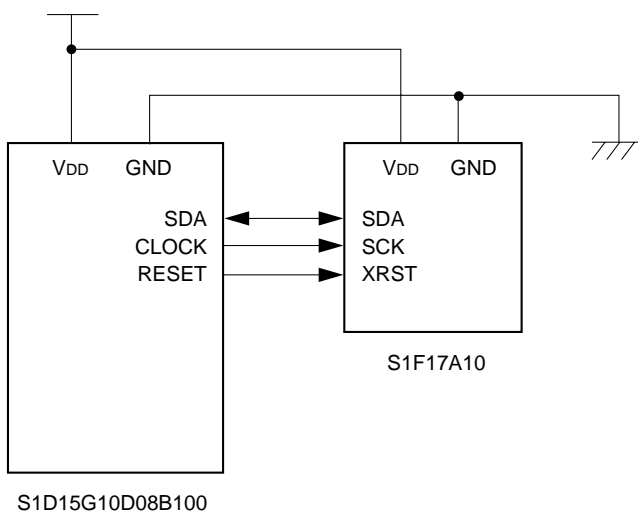 VDD GND
VDD GND
SDA
CLOCK
RESET
SDA
SCK
XRST
S1F17A10
S1D15G10D08B100